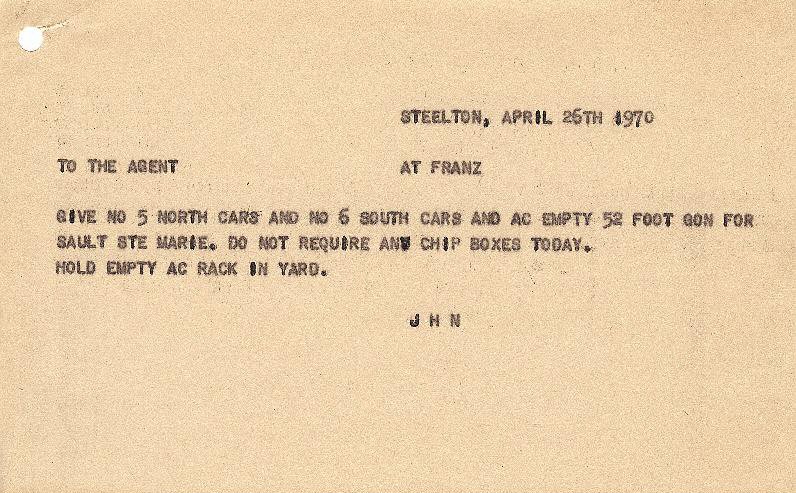 STEELTON, APRIL 26TH 1970
TO THE AGENT AT FRANZ
GIVE NO 5 NORTH CARS AND NO 6 SOUTH CARS AND AC EMPTY 52 FOOT GON FOR
SAULT STE MARIE. DO NOT REQUIRE ANY CHIP BOXES TODAY.
HOLD EMPTY AC RACK IN YARD.
J H N